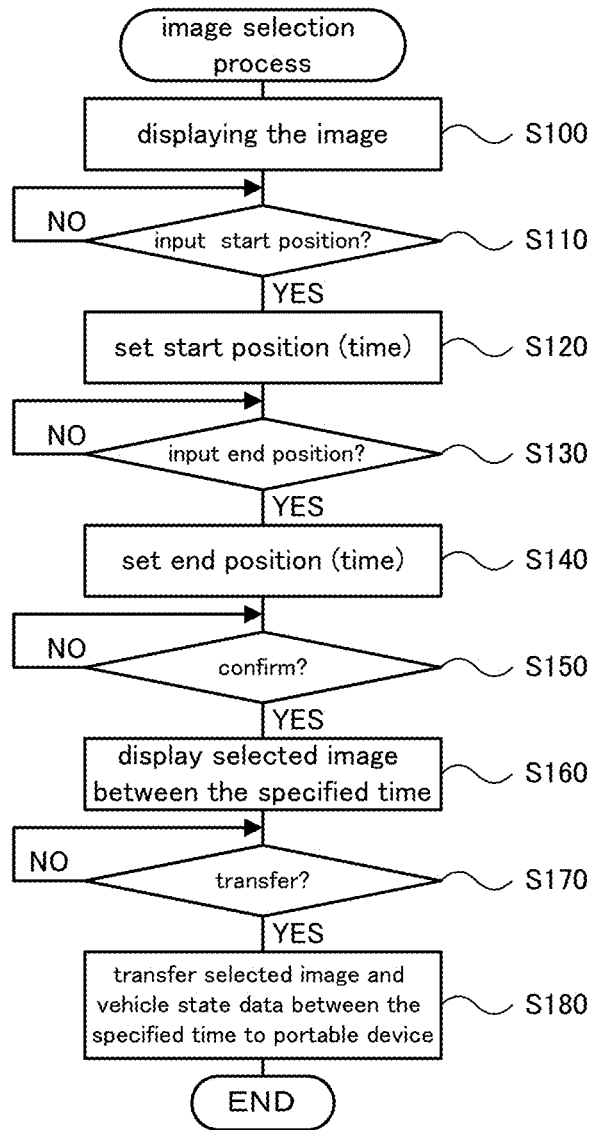 image selection
process
displaying the image
S100
NO
input start position?
S110
YES
set start position (time)
S120
NO
input end position?
S130
YES
set end position (time)
S140
NO
confirm?
S150
YES
display selected image
between the specified time
S160
NO
transfer?
S170
YES
transfer selected image and
vehicle state data between the
specified time to portable device
S180
END